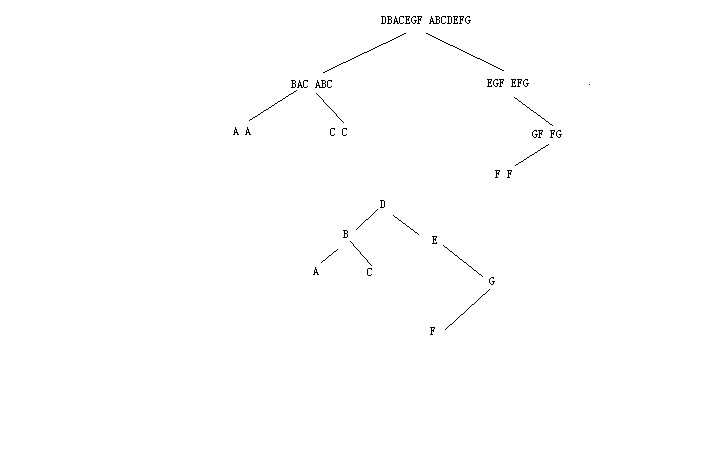 DBACEGF ABCDEFG
BAC ABC
EGF EFG
A A
C C
GF FG
F F
D
B
E
A
C
G
F